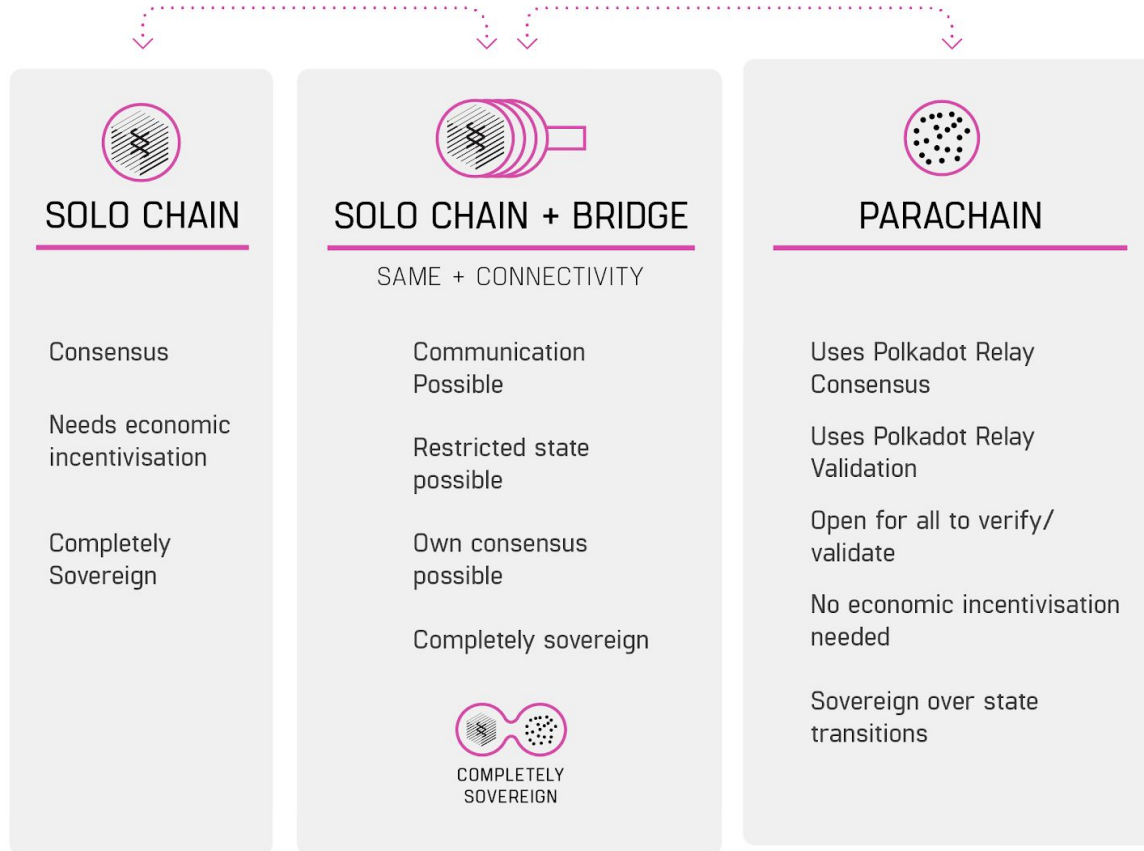 SOLO CHAIN
Consensus
Needs economic
incentivisation
Completely
Sovereign
SOLO CHAIN + BRIDGE
SAME + CONNECTIVITY
Communication
Possible
Restricted state
possible
Own consensus
possible
Completely sovereign
COMPLETELY
SOVEREIGN
PARACHAIN
Uses Polkadot Relay
Consensus
Uses Polkadot Relay
Validation
Open for all to verify/
validate
No economic incentivisation
needed
Sovereign over state
transitions